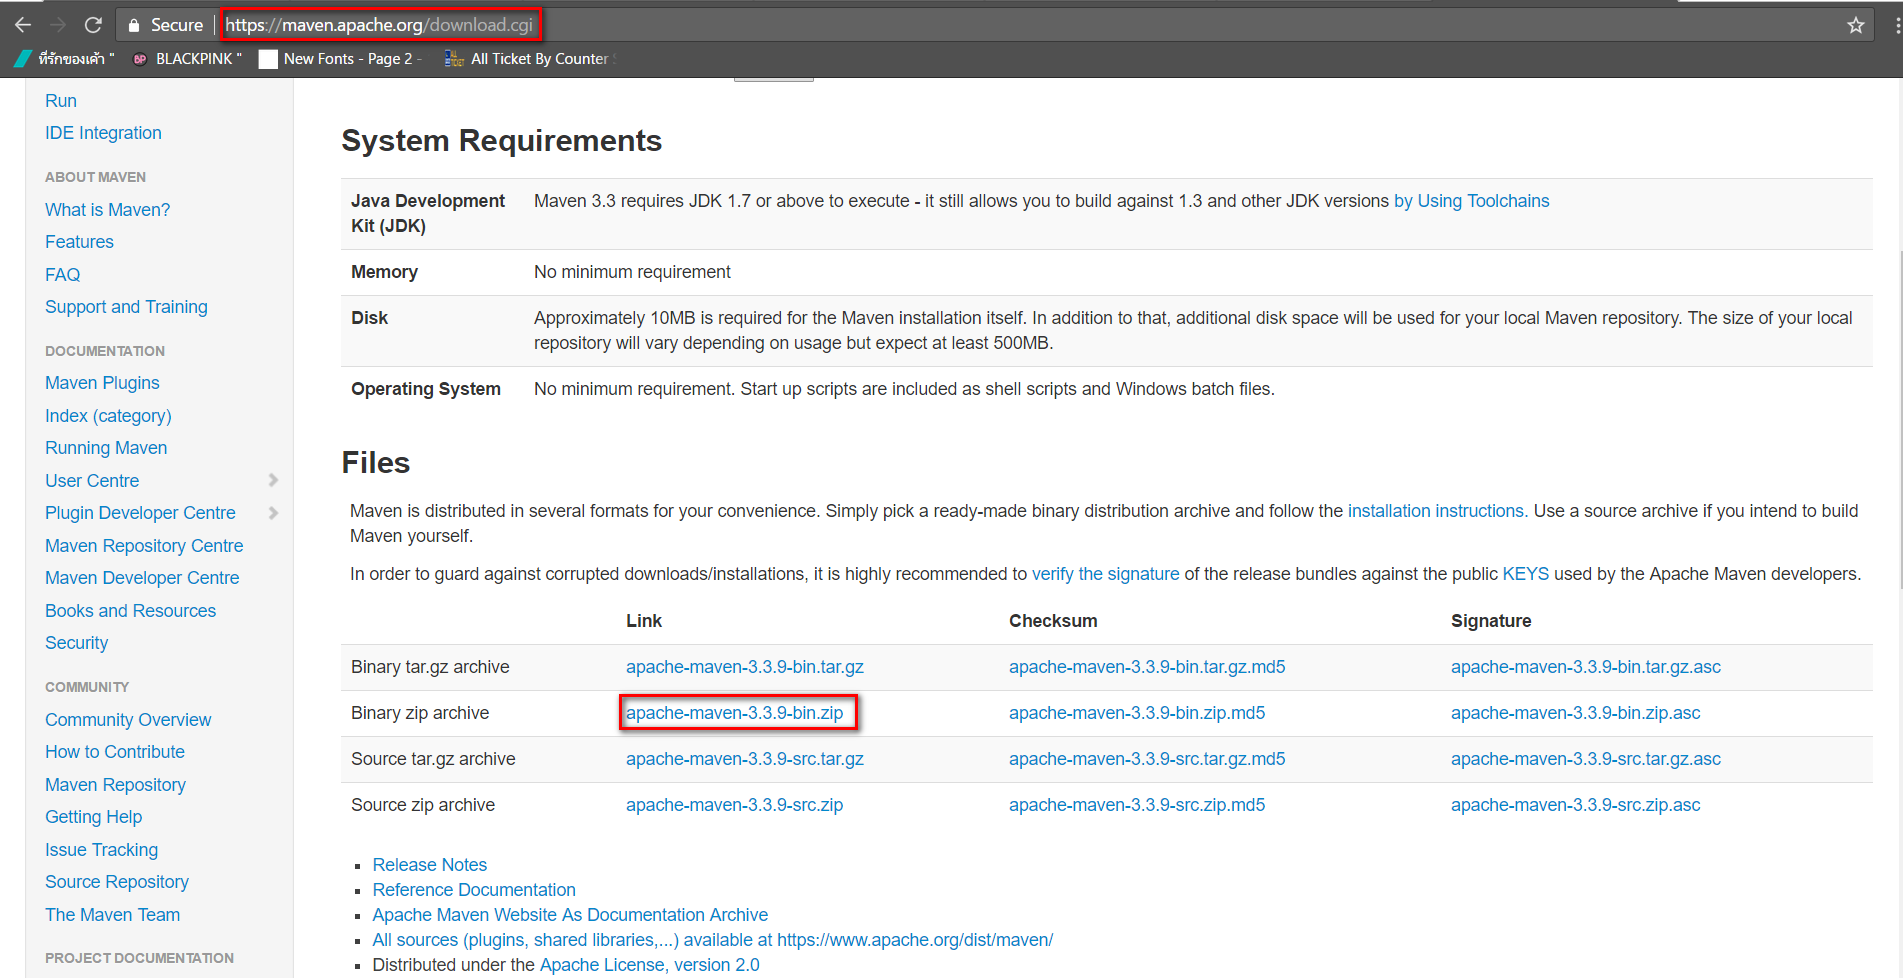 Secure
https://maven.apache.org/download.cgi
ที่รักของเค้า " BLACKPINK " New Fonts - Page 2 - All Ticket By Counter
Run
IDE Integration
ABOUT MAVEN
What is Maven?
Features
FAQ
Support and Training
DOCUMENTATION
Maven Plugins
Index (category)
Running Maven
User Centre
Plugin Developer Centre
Maven Repository Centre
Maven Developer Centre
Books and Resources
Security
COMMUNITY
Community Overview
How to Contribute
Maven Repository
Getting Help
Issue Tracking
Source Repository
The Maven Team
PROJECT DOCUMENTATION
System Requirements
Java Development Kit (JDK) Maven 3.3 requires JDK 1.7 or above to execute - it still allows you to build against 1.3 and other JDK versions by Using Toolchains
Memory No minimum requirement
Disk Approximately 10MB is required for the Maven installation itself. In addition to that, additional disk space will be used for your local Maven repository. The size of your local
repository will vary depending on usage but expect at least 500MB.
Operating System No minimum requirement. Start up scripts are included as shell scripts and Windows batch files.
Files
Maven is distributed in several formats for your convenience. Simply pick a ready-made binary distribution archive and follow the installation instructions. Use a source archive if you intend to build
Maven yourself.
In order to guard against corrupted downloads/installations, it is highly recommended to verify the signature of the release bundles against the public KEYS used by the Apache Maven developers.
Link Checksum Signature
Binary tar.gz archive apache-maven-3.3.9-bin.tar.gz apache-maven-3.3.9-bin.tar.gz.md5 apache-maven-3.3.9-bin.tar.gz.asc
Binary zip archive apache-maven-3.3.9-bin.zip apache-maven-3.3.9-bin.zip.md5 apache-maven-3.3.9-bin.zip.asc
Source tar.gz archive apache-maven-3.3.9-src.tar.gz apache-maven-3.3.9-src.tar.gz.md5 apache-maven-3.3.9-src.tar.gz.asc
Source zip archive apache-maven-3.3.9-src.zip apache-maven-3.3.9-src.zip.md5 apache-maven-3.3.9-src.zip.asc
Release Notes
Reference Documentation
Apache Maven Website As Documentation Archive
All sources (plugins, shared libraries,...) available at https://www.apache.org/dist/maven/
Distributed under the Apache License, version 2.0